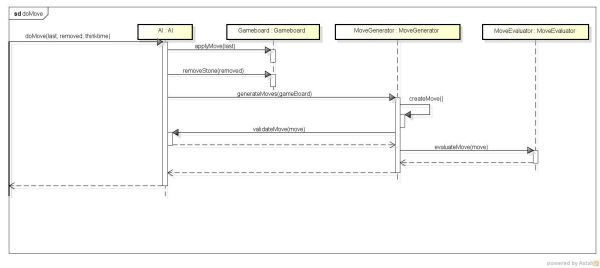 sd doMove
AI : AI
Gameboard : Gameboard
MoveGenerator : MoveGenerator
MoveEvaluator : MoveEvaluator
doMove(last, removed, thinktime)
applyMove(last)
removeStone(removed)
generateMoves(gameBoard)
createMove()
validateMove(move)
evaluateMove(move)
powered by Astah